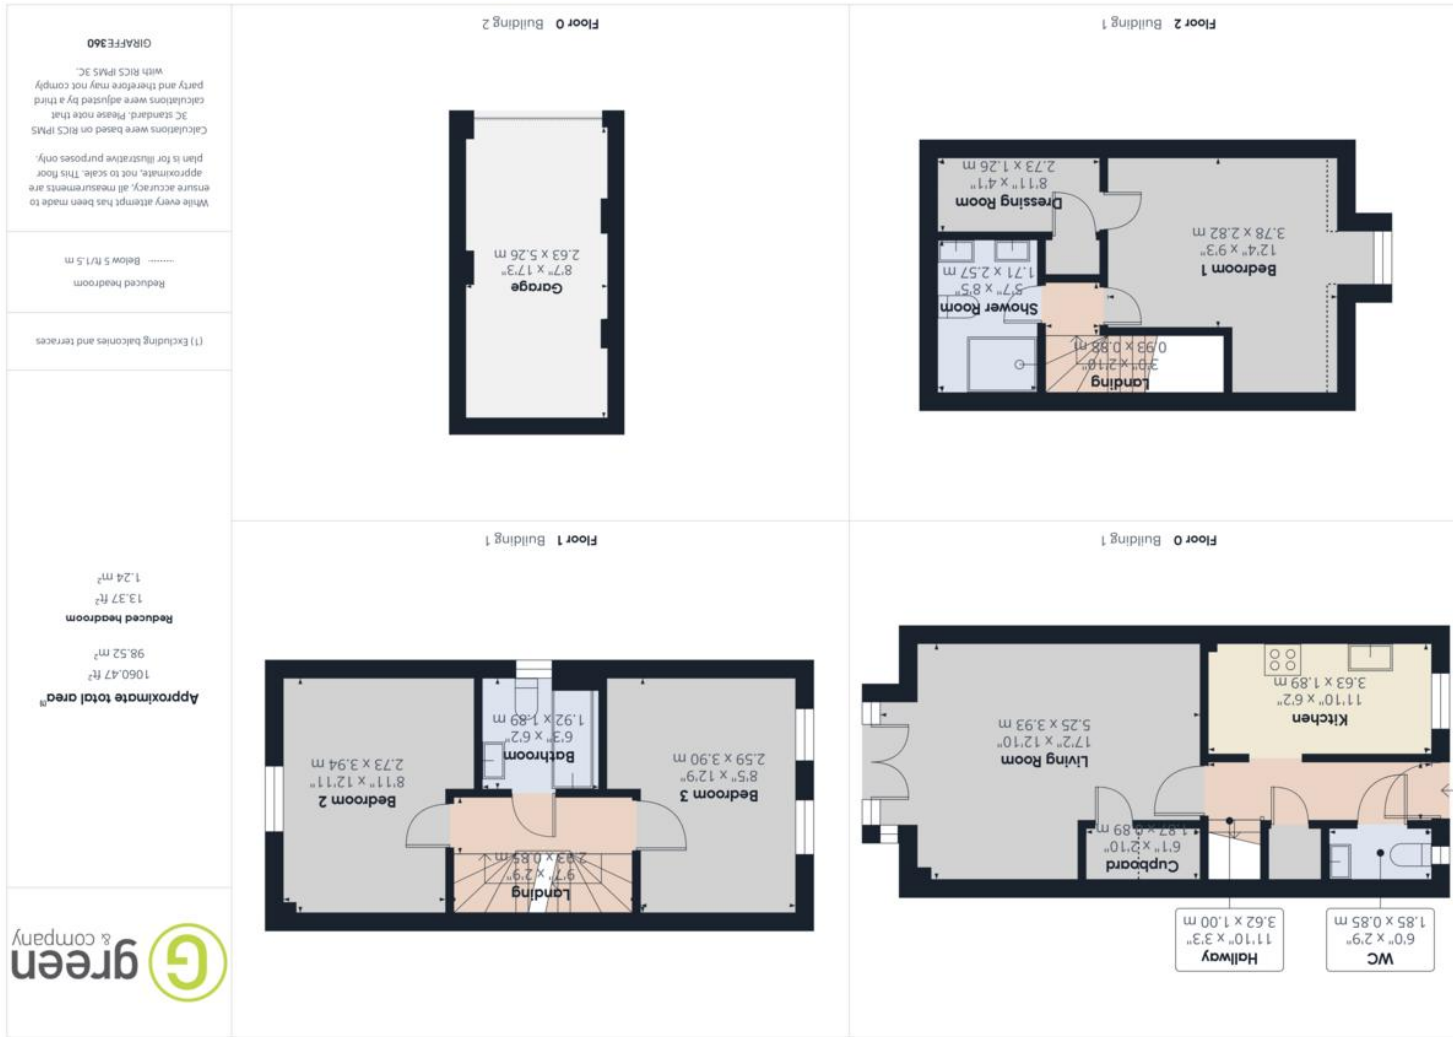 WC
6'0" x 2'9"
1.85 x 0.85 m
Hallway
11'10" x 3'3"
3.62 x 1.00 m
Cupboard
6'1" x 2'10"
1.87 x 0.89 m
Living Room
17'2" x 12'10"
5.25 x 3.93 m
Kitchen
11'10" x 6'2"
3.63 x 1.89 m
Floor 0 Building 1
Landing
9'7" x 2'9"
2.93 x 0.85 m
Bedroom 3
8'5" x 12'9"
2.59 x 3.90 m
Bathroom
6'3" x 6'2"
1.92 x 1.89 m
Bedroom 2
8'11" x 12'11"
2.73 x 3.94 m
Floor 1 Building 1
Landing
3'0" x 2'10"
0.93 x 0.88 m
Bedroom 1
12'4" x 9'3"
3.78 x 2.82 m
Shower Room
5'7" x 8'5"
1.71 x 2.57 m
Dressing Room
8'11" x 4'1"
2.73 x 1.26 m
Floor 2 Building 1
Garage
8'7" x 17'3"
2.63 x 5.26 m
Floor 0 Building 2
G green
& company
Approximate total area(1)
1060.47 ft²
98.52 m²
Reduced headroom
13.37 ft²
1.24 m²
(1) Excluding balconies and terraces
Reduced headroom
........ Below 5 ft/1.5 m
While every attempt has been made to
ensure accuracy, all measurements are
approximate, not to scale. This floor
plan is for illustrative purposes only.
Calculations were based on RICS IPMS
3C standard. Please note that
calculations were adjusted by a third
party and therefore may not comply
with RICS IPMS 3C.
GIRAFFE360